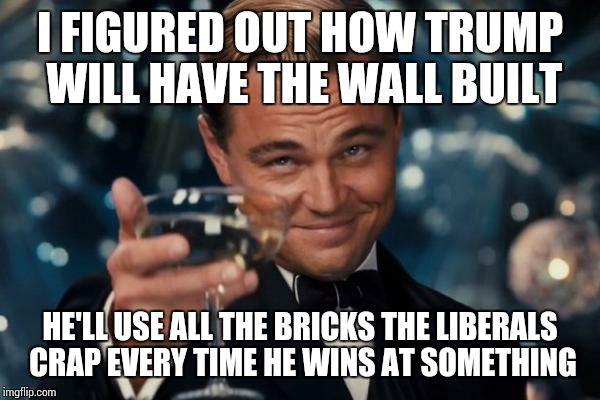 I FIGURED OUT HOW TRUMP
WILL HAVE THE WALL BUILT
HE'LL USE ALL THE BRICKS THE LIBERALS
CRAP EVERY TIME HE WINS AT SOMETHING
imgflip.com